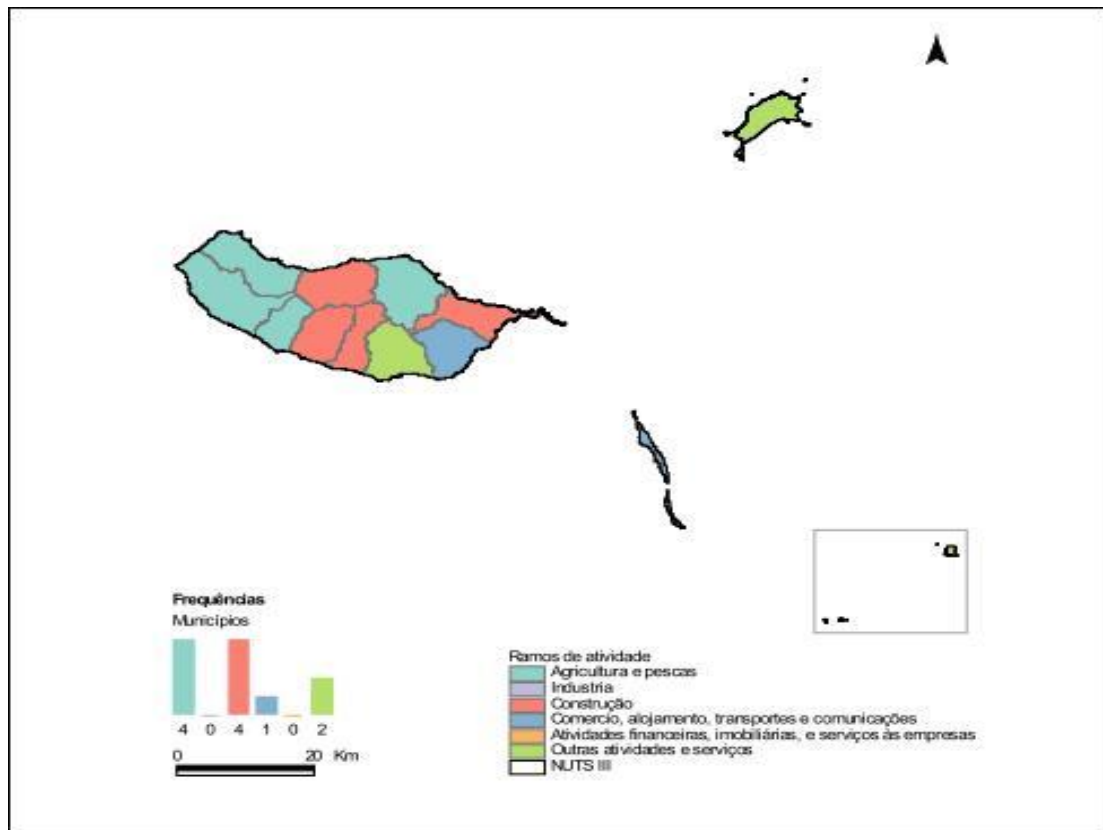 Frequências
Municípios
4 0 4 1 0 2
0 20 Km
Ramos de atividade
Agricultura e pescas
Industria
Construção
Comercio, alojamento, transportes e comunicações
Atividades financeiras, imobiliárias, e serviços às empresas
Outras atividades e serviços
NUTS III